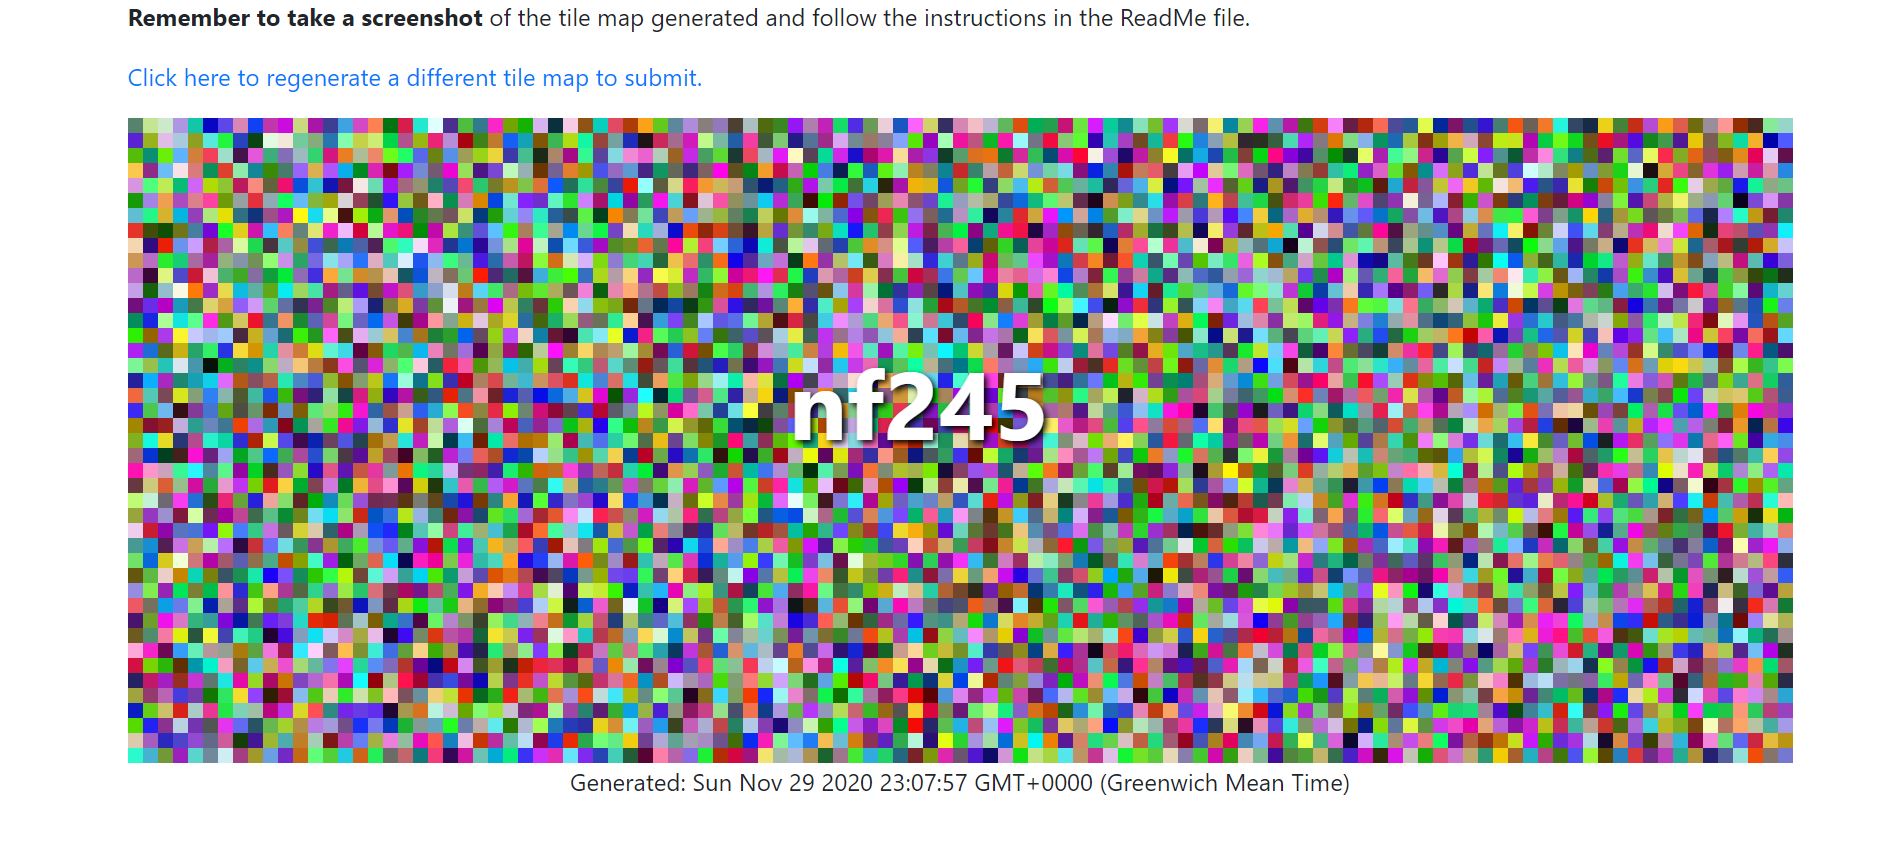 Remember to take a screenshot of the tile map generated and follow the instructions in the ReadMe file.
Click here to regenerate a different tile map to submit.
nf245
Generated: Sun Nov 29 2020 23:07:57 GMT+0000 (Greenwich Mean Time)